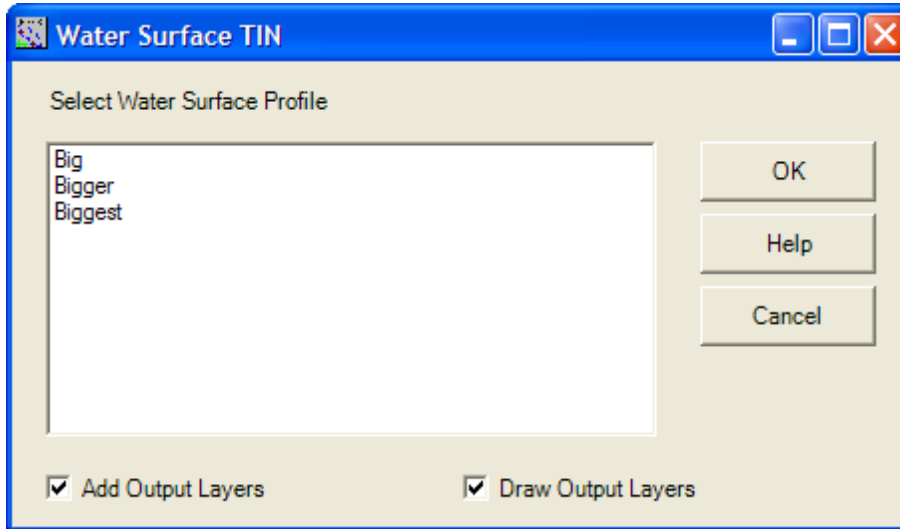 Water Surface TIN
Select Water Surface Profile
Big
Bigger
Biggest
OK
Help
Cancel
Add Output Layers
Draw Output Layers